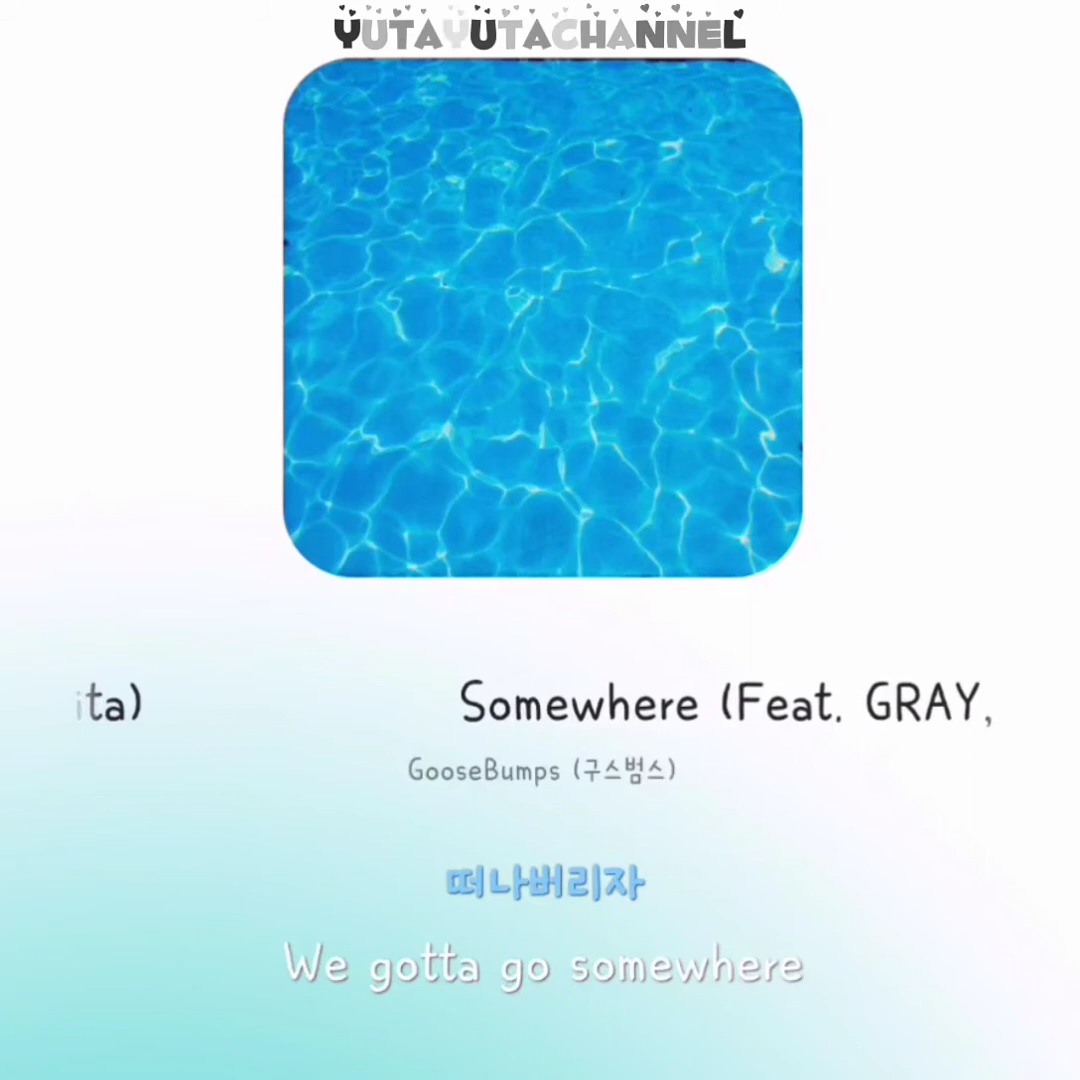 YUTAYUTACHANNEL
ita) Somewhere (Feat. GRAY,
GooseBumps (구스범스)
떠나버리자
We gotta go somewhere